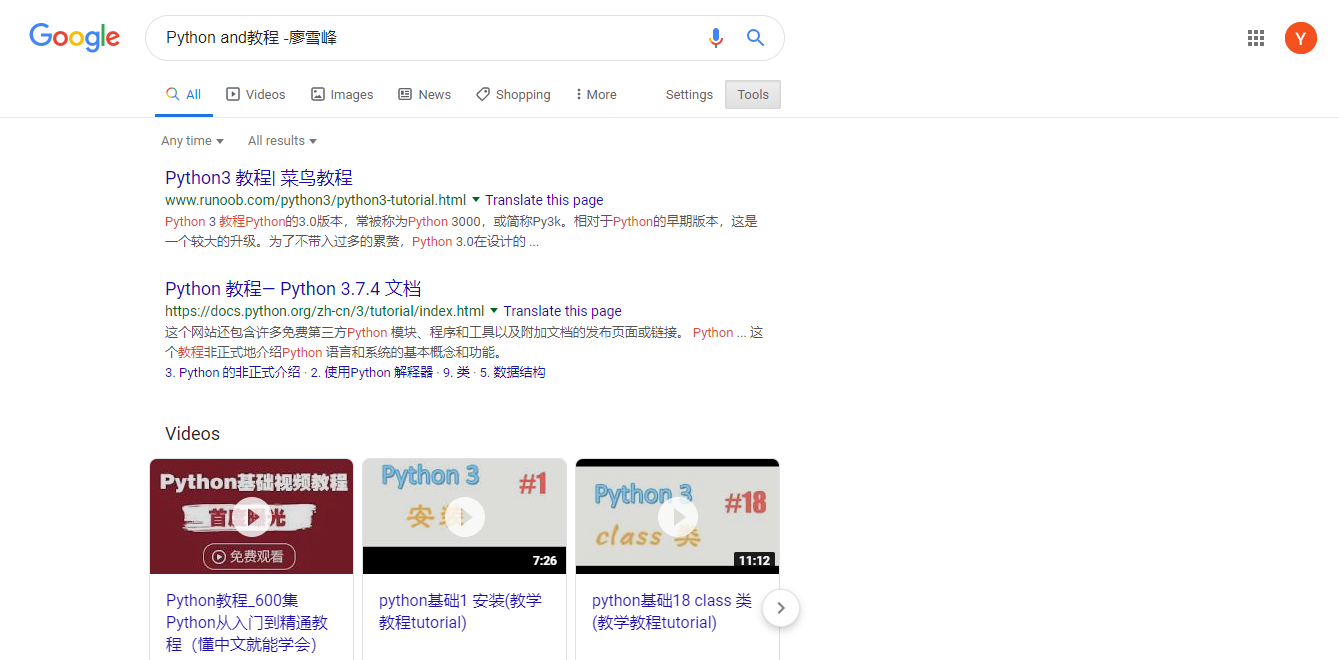 Google
Python and教程 -廖雪峰
Y
All Videos Images News Shopping More Settings Tools
Any time All results
Python3 教程| 菜鸟教程
www.runoob.com/python3/python3-tutorial.html Translate this page
Python 3 教程Python的3.0版本，常被称为Python 3000，或简称Py3k。相对于Python的早期版本，这是
一个较大的升级。为了不带入过多的累赘，Python 3.0在设计的 ...
Python 教程— Python 3.7.4 文档
https://docs.python.org/zh-cn/3/tutorial/index.html Translate this page
这个网站还包含许多免费第三方Python 模块、程序和工具以及附加文档的发布页面或链接。 Python ... 这
个教程非正式地介绍Python 语言和系统的基本概念和功能。
3. Python 的非正式介绍 · 2. 使用Python 解释器 · 9. 类 · 5. 数据结构
Videos
Python基础视频教程
首度 光
免费观看
Python 3 #1
安装
7:26
Python 3 #18
class 类
11:12
Python教程_600集
Python从入门到精通教
程（懂中文就能学会）
python基础1 安装(教学
教程tutorial)
python基础18 class 类
(教学教程tutorial)